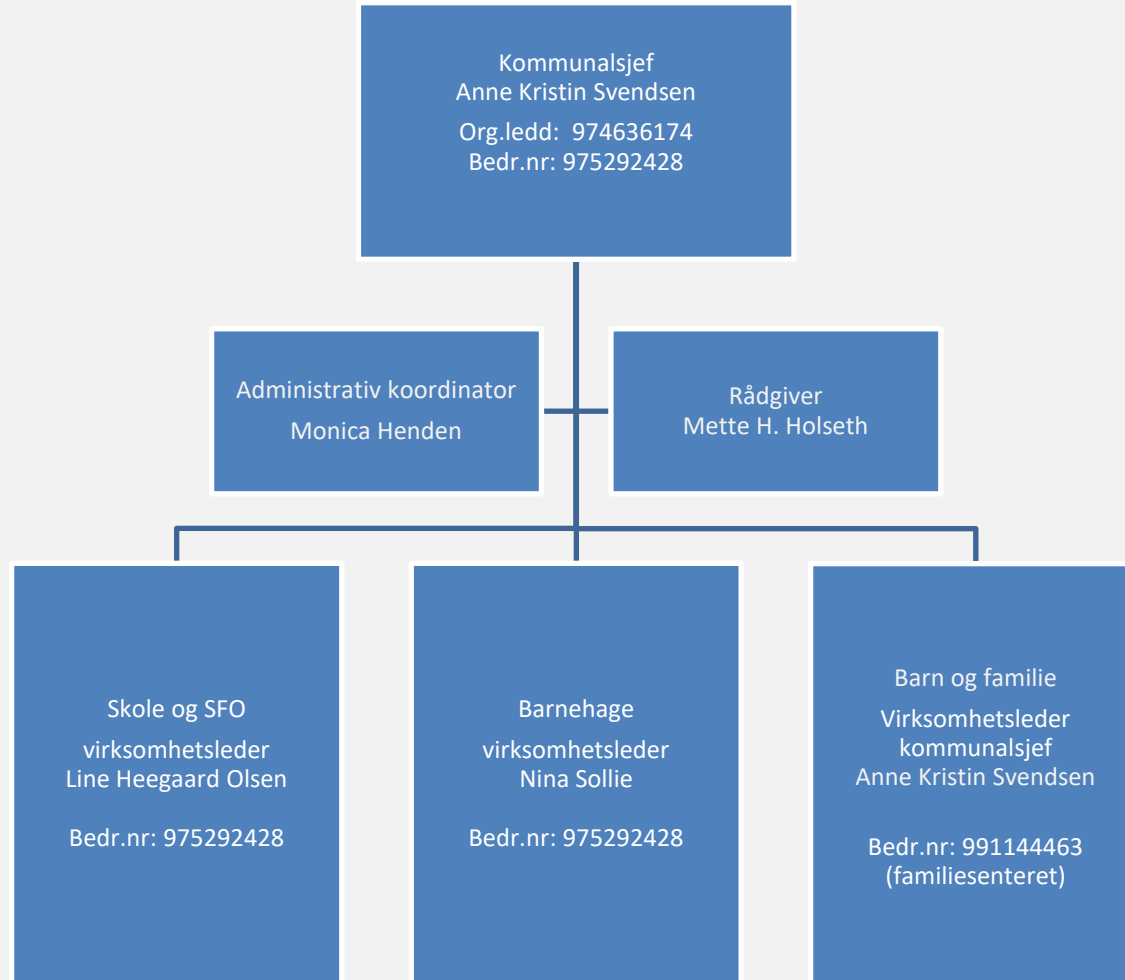 Kommunalsjef
Anne Kristin Svendsen
Org.ledd: 974636174
Bedr.nr: 975292428
Administrativ koordinator
Monica Henden
Rådgiver
Mette H. Holseth
Skole og SFO
virksomhetsleder
Line Heegaard Olsen
Bedr.nr: 975292428
Barnehage
virksomhetsleder
Nina Sollie
Bedr.nr: 975292428
Barn og familie
Virksomhetsleder
kommunalsjef
Anne Kristin Svendsen
Bedr.nr: 991144463
(familiesenteret)